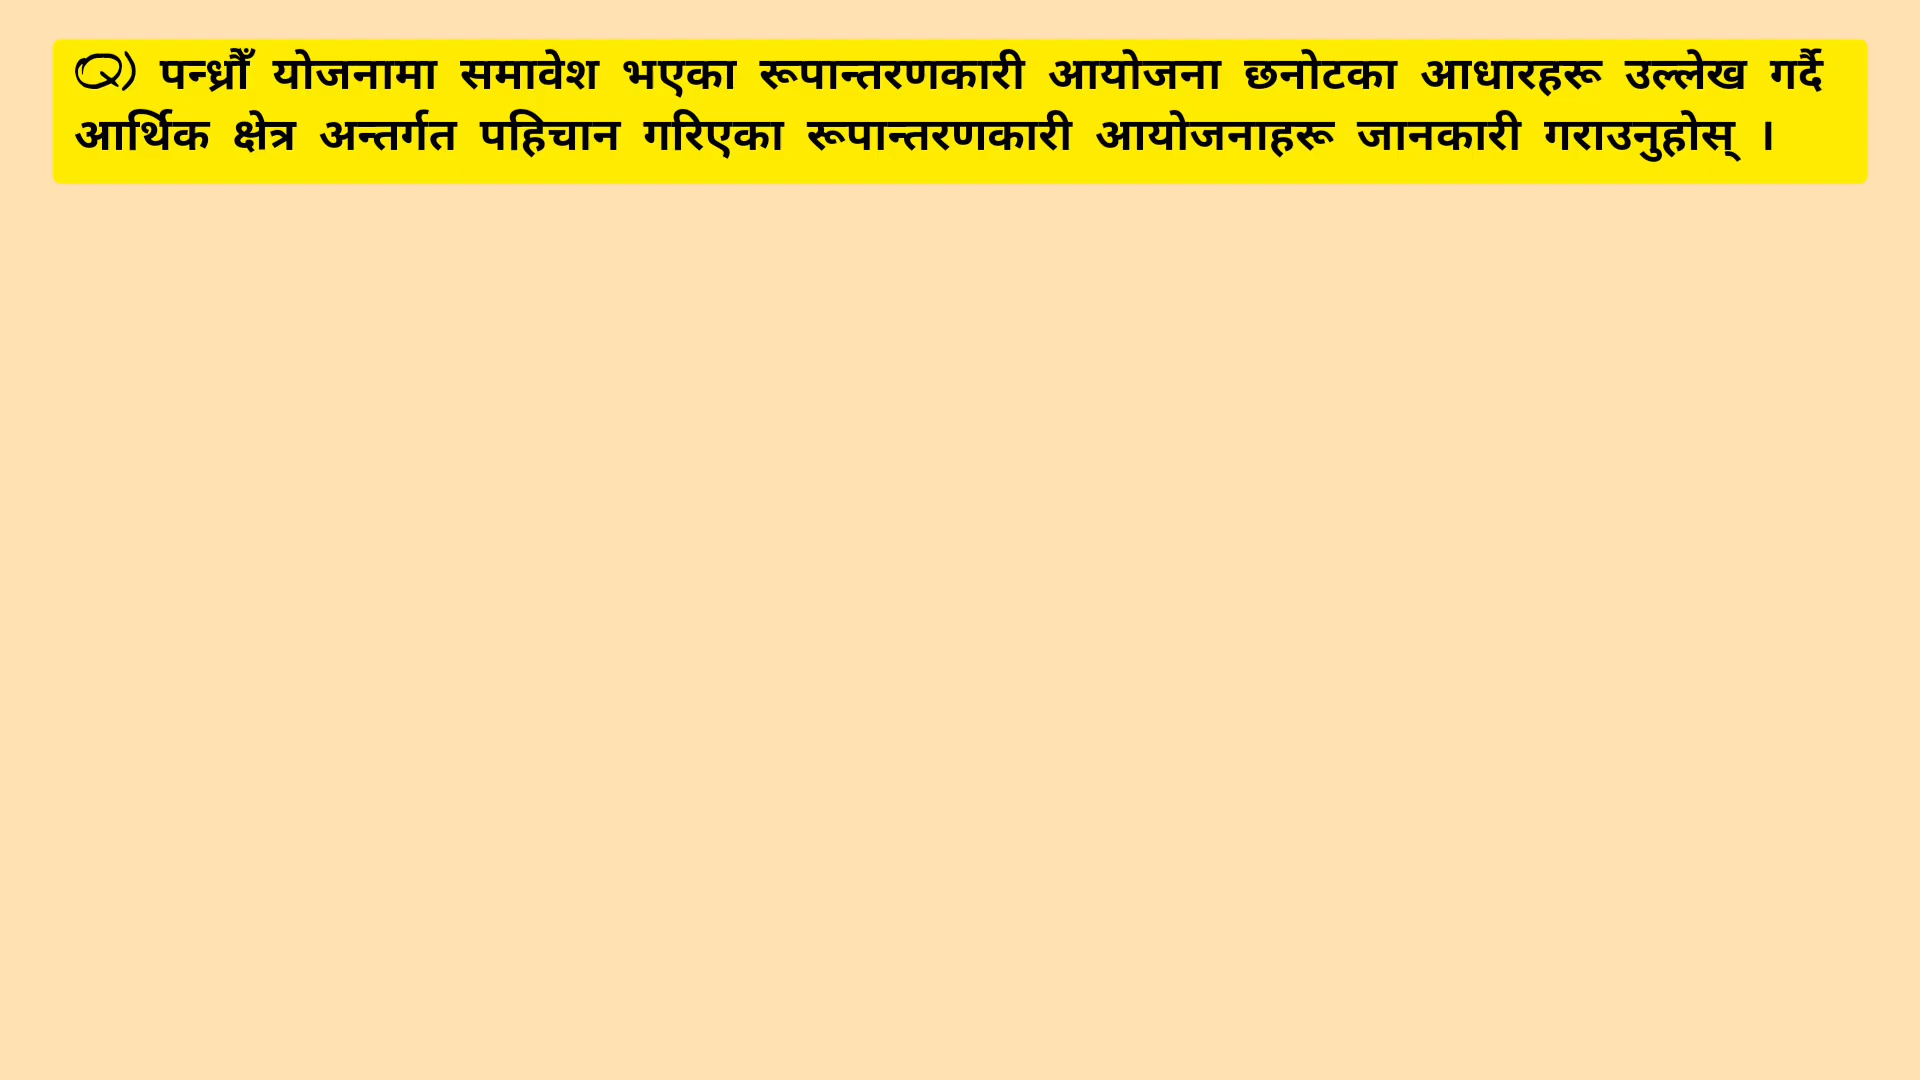 Q) पन्ध्रौँ योजनामा समावेश भएका रूपान्तरणकारी आयोजना छनोटका आधारहरू उल्लेख गर्दै
आर्थिक क्षेत्र अन्तर्गत पहिचान गरिएका रूपान्तरणकारी आयोजनाहरू जानकारी गराउनुहोस् ।